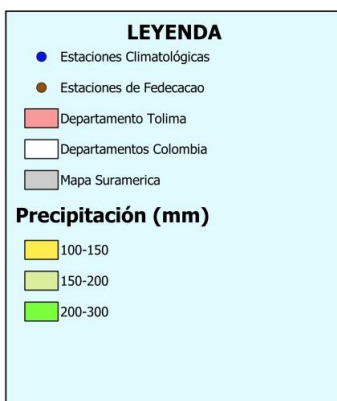 LEYENDA
Estaciones Climatológicas
Estaciones de Fedecacao
Departamento Tolima
Departamentos Colombia
Mapa Suramerica
Precipitación (mm)
100-150
150-200
200-300